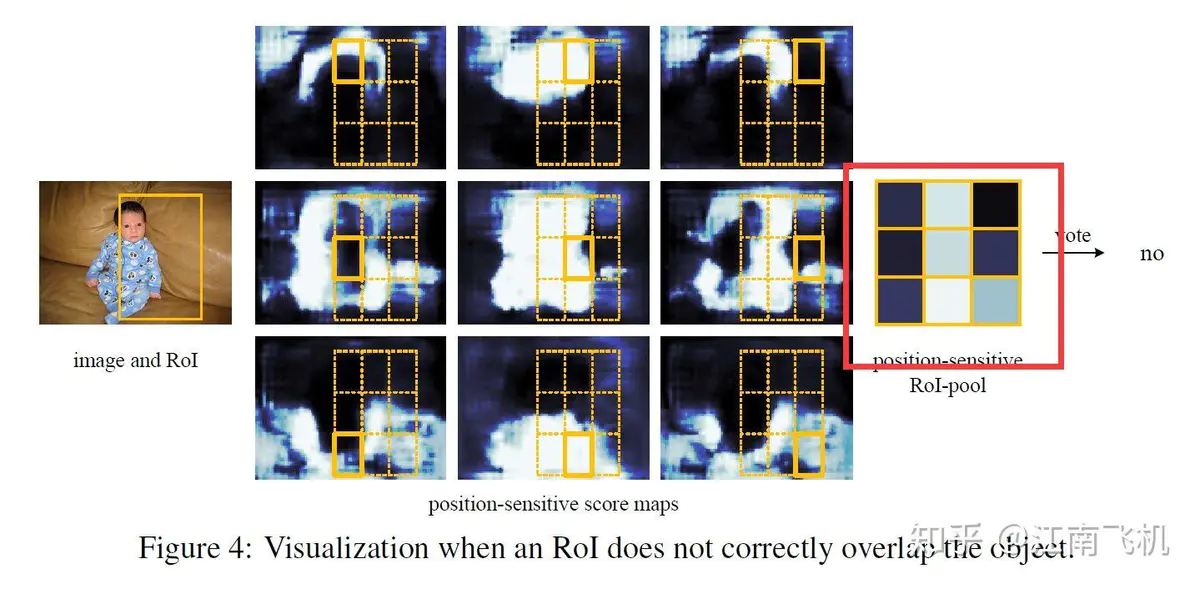 vote
no
image and RoI
position-sensitive
RoI-pool
position-sensitive score maps
Figure 4: Visualization when an RoI does not correctly overlap the object.
知乎 @江南飞机